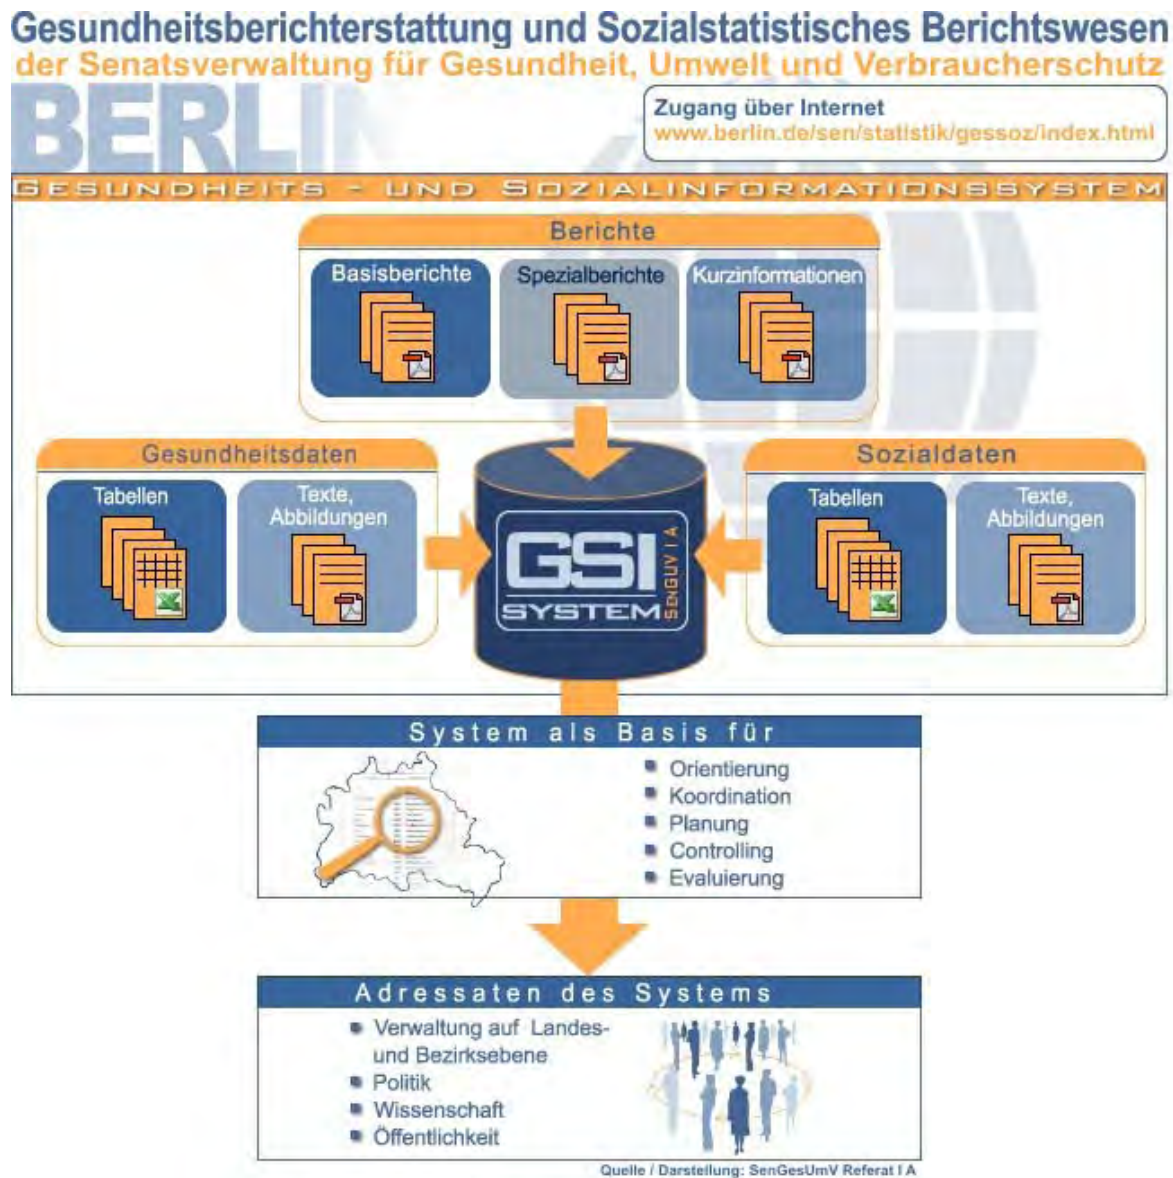 Gesundheitsberichterstattung und Sozialstatistisches Berichtswesen
der Senatsverwaltung für Gesundheit, Umwelt und Verbraucherschutz
BERLIN
Zugang über Internet
www.berlin.de/sen/statistik/gessoz/index.html
GESUNDHEITS - UND SOZIALINFORMATIONSSYSTEM
Berichte
Basisberichte
Spezialberichte
Kurzinformationen
Gesundheitsdaten
Tabellen
Texte,
Abbildungen
Sozialdaten
Tabellen
Texte,
Abbildungen
GSI
SYSTEM
SENGUV I A
System als Basis für
Orientierung
Koordination
Planung
Controlling
Evaluierung
Adressaten des Systems
Verwaltung auf Landes-
und Bezirksebene
Politik
Wissenschaft
Öffentlichkeit
Quelle / Darstellung: SenGesUmV Referat I A